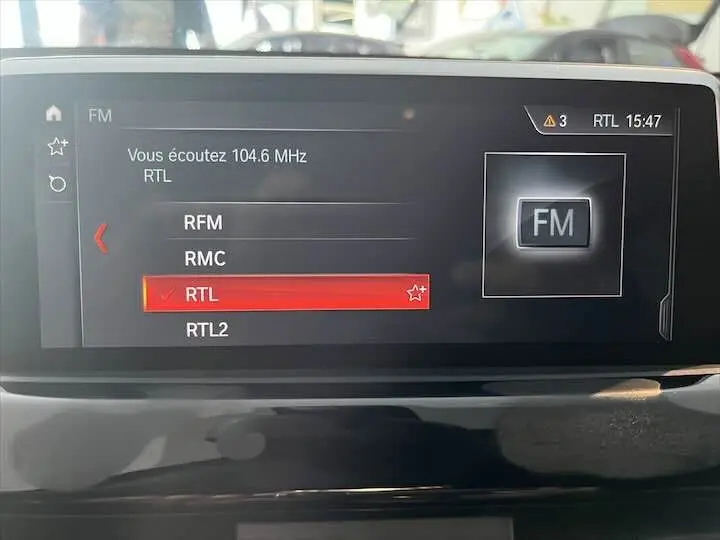 FM
3 RTL 15:47
Vous écoutez 104.6 MHz
RTL
RFM
RMC
RTL
RTL2
FM